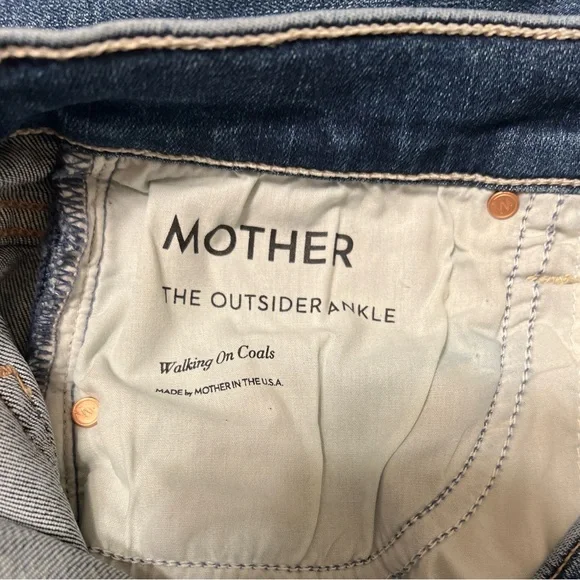 MOTHER
THE OUTSIDER ANKLE
Walking On Coals
MADE by MOTHER IN THE U.S.A.